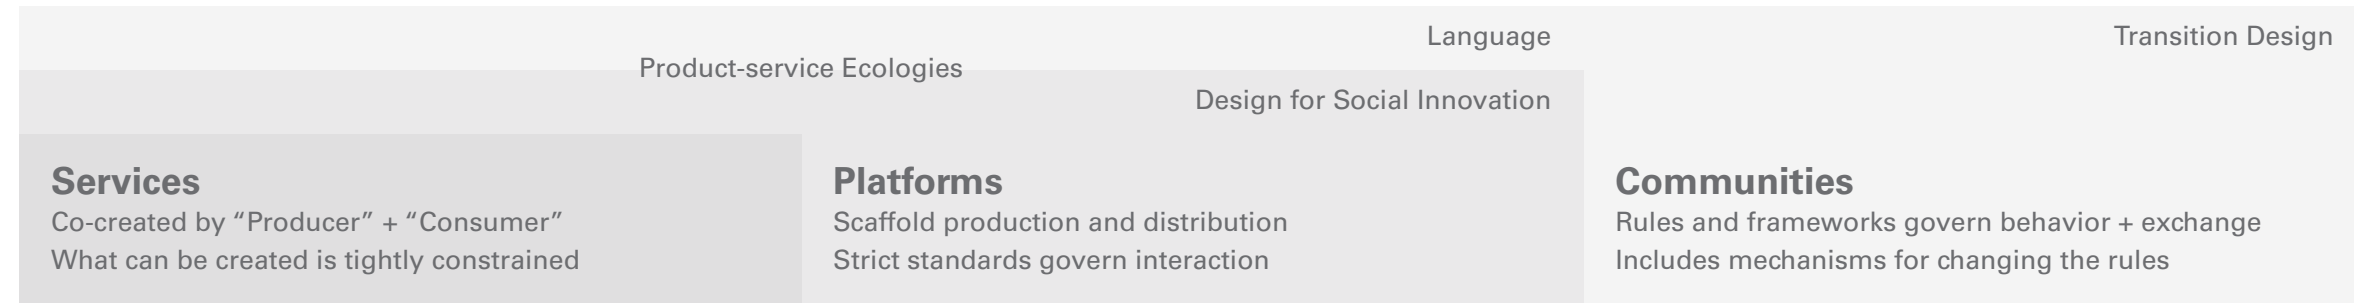 Language
Transition Design
Product-service Ecologies
Design for Social Innovation
Services
Co-created by “Producer” + “Consumer”
What can be created is tightly constrained
Platforms
Scaffold production and distribution
Strict standards govern interaction
Communities
Rules and frameworks govern behavior + exchange
Includes mechanisms for changing the rules